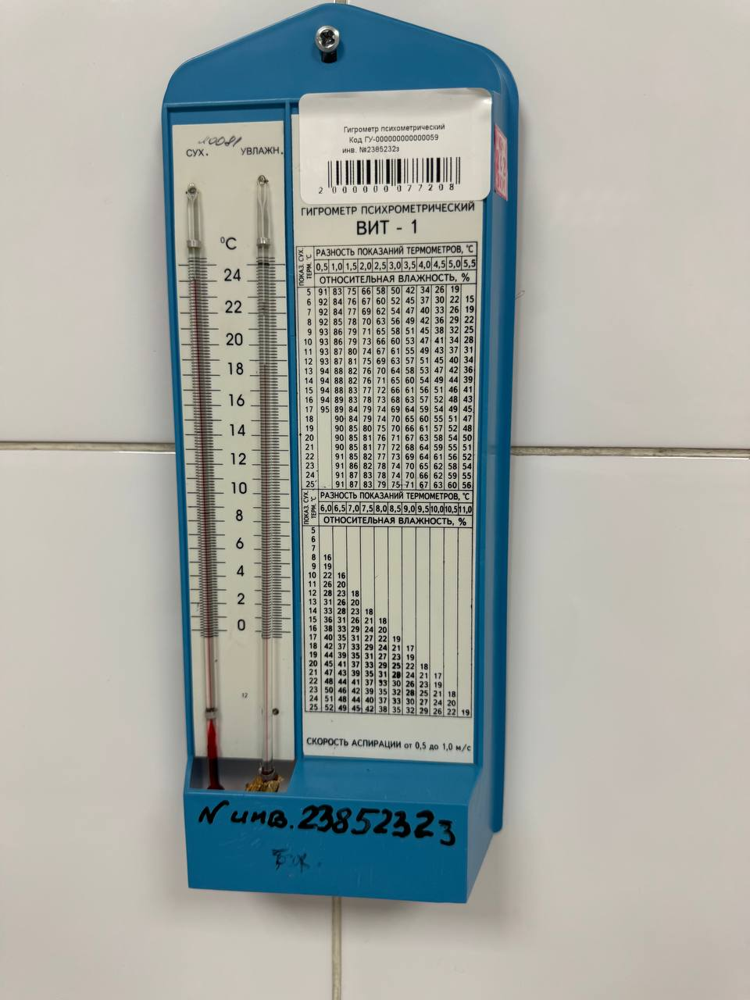 Гигрометр психометрический
Код ГУ-000000000000059
инв. №2385232з
2 000000 077208
10081
СУХ. УВЛАЖН.
°С
24
22
20
18
16
14
12
10
8
6
4
2
0
12
ГИГРОМЕТР ПСИХРОМЕТРИЧЕСКИЙ
ВИТ - 1
ПОКАЗ. СУХ. ТЕРМ. °С
РАЗНОСТЬ ПОКАЗАНИЙ ТЕРМОМЕТРОВ, °С
0,5 1,0 1,5 2,0 2,5 3,0 3,5 4,0 4,5 5,0 5,5
ОТНОСИТЕЛЬНАЯ ВЛАЖНОСТЬ, %
5 91 83 75 66 58 50 42 34 26 19
6 92 84 76 67 60 52 45 37 30 22 15
7 92 84 77 69 62 54 47 40 33 26 19
8 92 85 78 70 63 56 49 42 36 29 22
9 93 86 79 71 65 58 51 45 38 32 25
10 93 86 79 73 66 60 53 47 41 34 28
11 93 87 80 74 67 61 55 49 43 37 31
12 93 87 81 75 69 63 57 51 45 40 34
13 94 88 82 76 70 64 58 53 47 42 36
14 94 88 82 76 71 65 60 54 49 44 39
15 94 88 83 77 72 66 61 56 51 46 41
16 94 89 83 78 73 68 63 57 52 48 43
17 95 89 84 79 74 69 64 59 54 49 45
18 90 84 79 74 70 65 60 55 51 47
19 90 85 80 75 70 66 61 57 52 48
20 90 85 81 76 71 67 63 58 54 50
21 90 85 81 77 72 68 64 59 55 51
22 91 85 82 77 73 69 64 61 56 52
23 91 86 82 78 74 70 65 62 58 54
24 91 87 83 78 74 70 66 62 59 55
25 91 87 83 79 75 71 67 63 60 56
ПОКАЗ. СУХ. ТЕРМ. °С
РАЗНОСТЬ ПОКАЗАНИЙ ТЕРМОМЕТРОВ, °С
6,0 6,5 7,0 7,5 8,0 8,5 9,0 9,5 10,0 10,5 11,0
ОТНОСИТЕЛЬНАЯ ВЛАЖНОСТЬ, %
5
6
7
8 16
9 19
10 22 16
11 26 20
12 28 23 18
13 31 26 20
14 33 28 23 18
15 36 31 26 21 18
16 38 33 29 24 20
17 40 35 31 27 22 19
18 42 37 33 29 24 21 17
19 44 39 35 31 27 23 19
20 45 41 37 33 29 25 22 18
21 47 43 39 35 31 28 24 21 17
22 48 44 41 37 33 30 26 23 19
23 50 46 42 39 35 32 28 25 21 18
24 51 48 44 40 37 33 30 27 24 20
25 52 49 45 42 38 35 32 29 26 22 19
СКОРОСТЬ АСПИРАЦИИ от 0,5 до 1,0 м/с
N инв. 2385232з